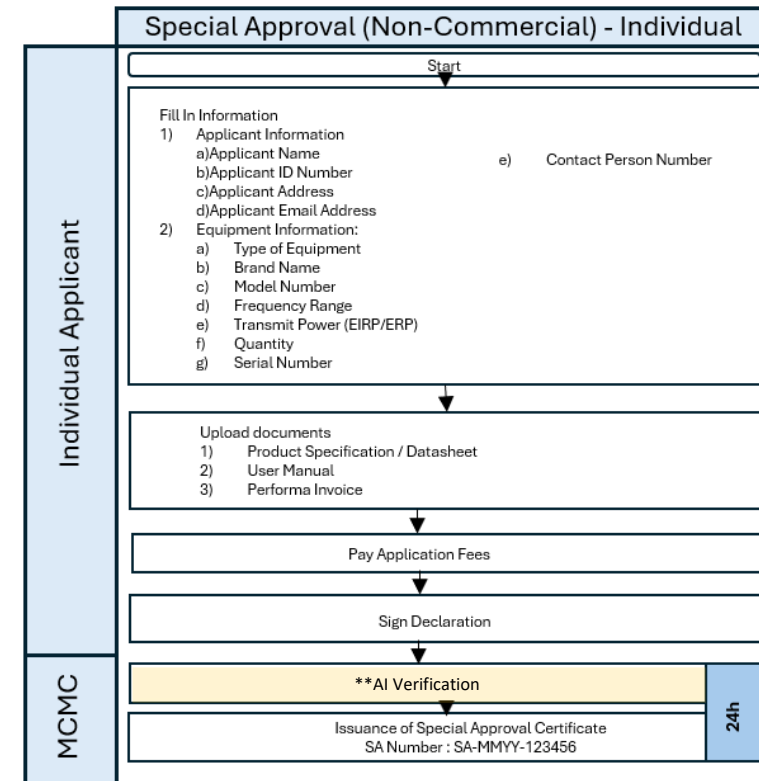 Special Approval (Non-Commercial) - Individual
Individual Applicant
Start
Fill In Information
1) Applicant Information
a)Applicant Name
b)Applicant ID Number
c)Applicant Address
d)Applicant Email Address
e) Contact Person Number
2) Equipment Information:
a) Type of Equipment
b) Brand Name
c) Model Number
d) Frequency Range
e) Transmit Power (EIRP/ERP)
f) Quantity
g) Serial Number
Upload documents
1) Product Specification / Datasheet
2) User Manual
3) Performa Invoice
Pay Application Fees
Sign Declaration
MCMC
**AI Verification
24h
Issuance of Special Approval Certificate
SA Number : SA-MMYY-123456